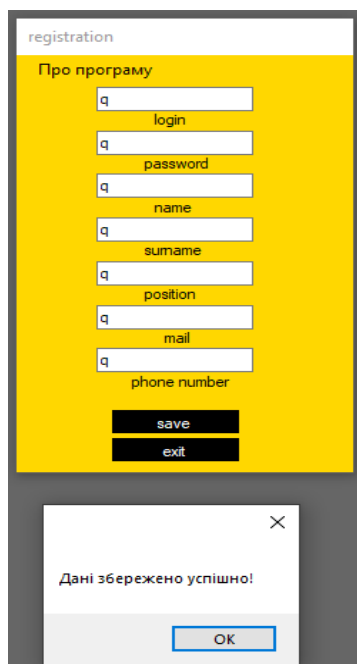 registration
Про програму
q
login
q
password
q
name
q
surname
q
position
q
mail
q
phone number
save
exit
Дані збережено успішно!
OK